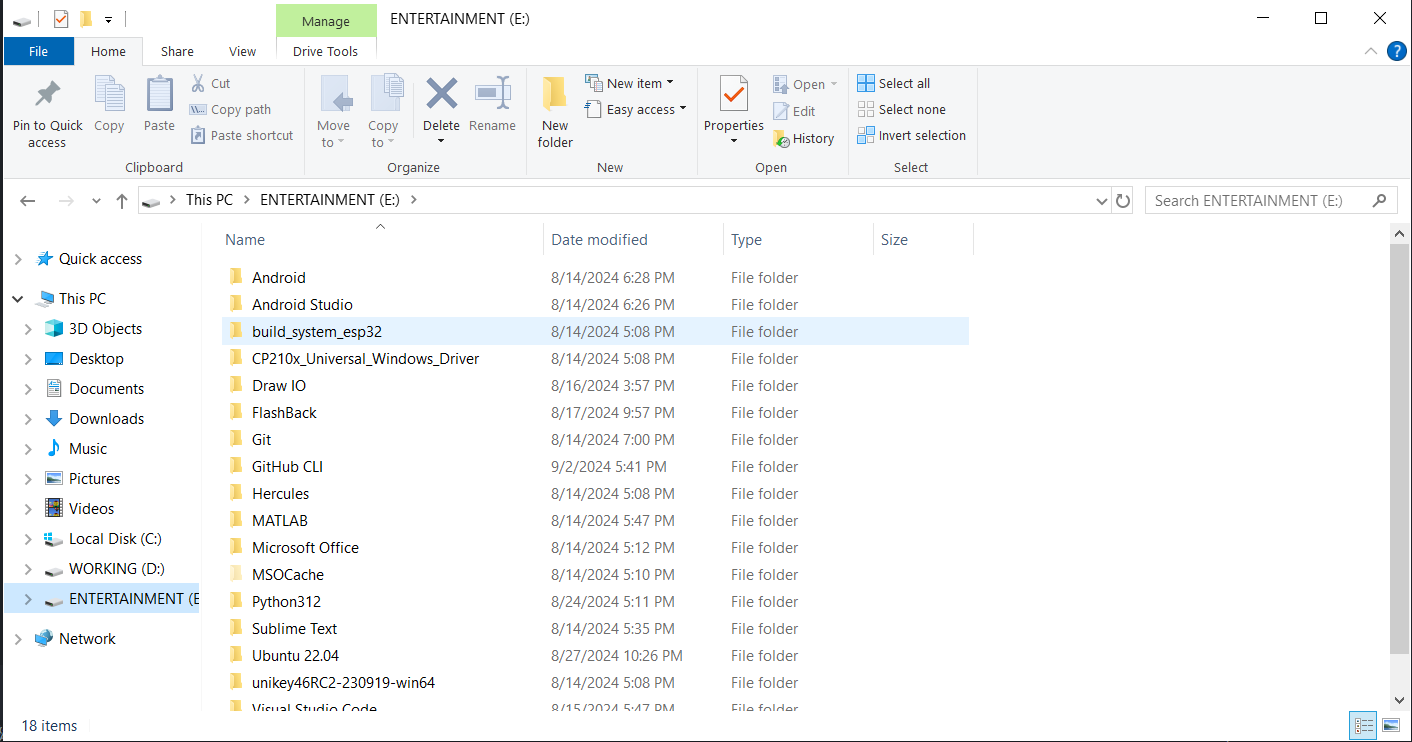 Manage ENTERTAINMENT (E:)
File Home Share View Drive Tools
Pin to Quick access
Copy
Paste
Cut
Copy path
Paste shortcut
Clipboard
Move to
Copy to
Delete
Rename
Organize
New folder
New item
Easy access
New
Properties
Open
Edit
History
Open
Select all
Select none
Invert selection
Select
This PC ENTERTAINMENT (E:)
Search ENTERTAINMENT (E:)
Quick access
This PC
3D Objects
Desktop
Documents
Downloads
Music
Pictures
Videos
Local Disk (C:)
WORKING (D:)
ENTERTAINMENT (E
Network
Name Date modified Type Size
Android 8/14/2024 6:28 PM File folder
Android Studio 8/14/2024 6:26 PM File folder
build_system_esp32 8/14/2024 5:08 PM File folder
CP210x_Universal_Windows_Driver 8/14/2024 5:08 PM File folder
Draw IO 8/16/2024 3:57 PM File folder
FlashBack 8/17/2024 9:57 PM File folder
Git 8/14/2024 7:00 PM File folder
GitHub CLI 9/2/2024 5:41 PM File folder
Hercules 8/14/2024 5:08 PM File folder
MATLAB 8/14/2024 5:47 PM File folder
Microsoft Office 8/14/2024 5:12 PM File folder
MSOCache 8/14/2024 5:10 PM File folder
Python312 8/24/2024 5:11 PM File folder
Sublime Text 8/14/2024 5:35 PM File folder
Ubuntu 22.04 8/27/2024 10:26 PM File folder
unikey46RC2-230919-win64 8/14/2024 5:08 PM File folder
Visual Studio Code 8/15/2024 5:47 PM File folder
18 items